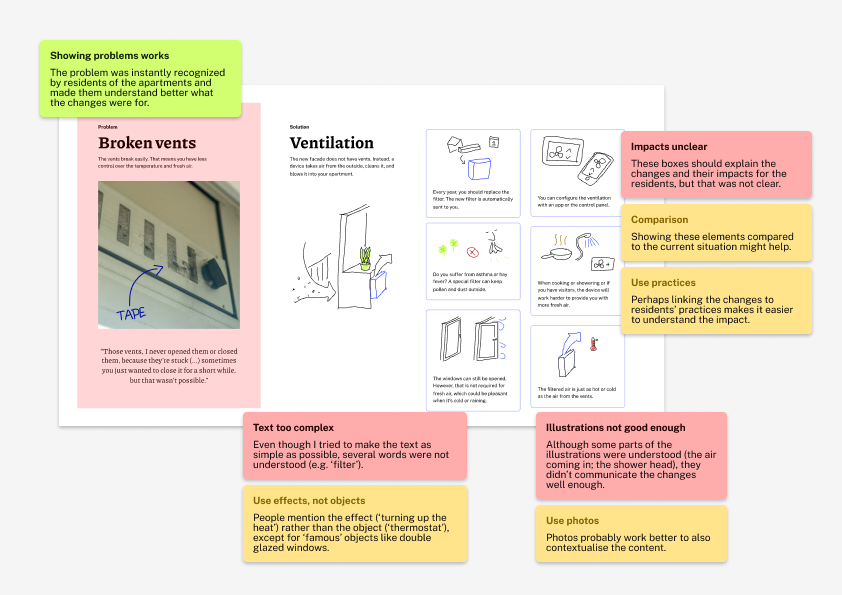 Showing problems works
The problem was instantly recognized
by residents of the apartments and
made them understand better what
the changes were for.
Problem
Broken vents
The vents break easily. That means you have less
control over the temperature and fresh air.
TAPE
"Those vents, I never opened them or closed
them, because they're stuck (...) sometimes
you just wanted to close it for a short while,
but that wasn't possible."
Solution
Ventilation
The new facade does not have vents. Instead, a
device takes air from the outside, cleans it, and
blows it into your apartment.
Every year, you should replace the
filter. The new filter is automatically
sent to you.
You can configure the ventilation
with an app or the control panel.
Do you suffer from asthma or hay
fever? A special filter can keep
pollen and dust outside.
When cooking or showering or if
you have visitors, the device will
work harder to provide you with
more fresh air.
The windows can still be opened.
However, that is not required for
fresh air, which could be pleasant
when it's cold or raining.
The filtered air is just as hot or cold
as the air from the vents.
Impacts unclear
These boxes should explain the
changes and their impacts for the
residents, but that was not clear.
Comparison
Showing these elements compared
to the current situation might help.
Use practices
Perhaps linking the changes to
residents' practices makes it easier
to understand the impact.
Text too complex
Even though I tried to make the text as
simple as possible, several words were not
understood (e.g. 'filter').
Use effects, not objects
People mention the effect ('turning up the
heat') rather than the object ('thermostat'),
except for 'famous' objects like double
glazed windows.
Illustrations not good enough
Although some parts of the
illustrations were understood (the air
coming in; the shower head), they
didn't communicate the changes
well enough.
Use photos
Photos probably work better to also
contextualise the content.